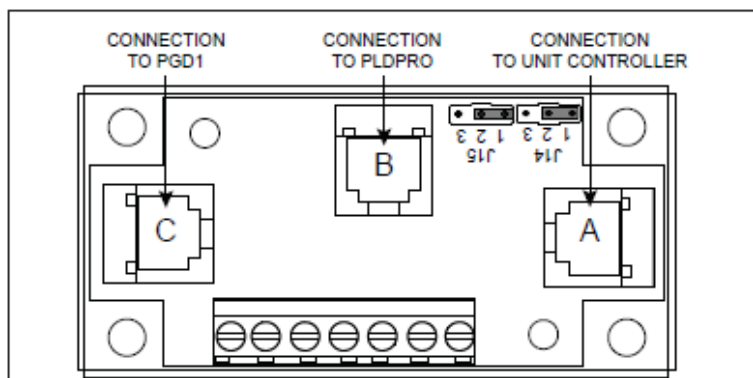 CONNECTION
TO PGD1
CONNECTION
TO PLDPRO
CONNECTION
TO UNIT CONTROLLER
3 2 1
J15
3 2 1
J14
B
C
A